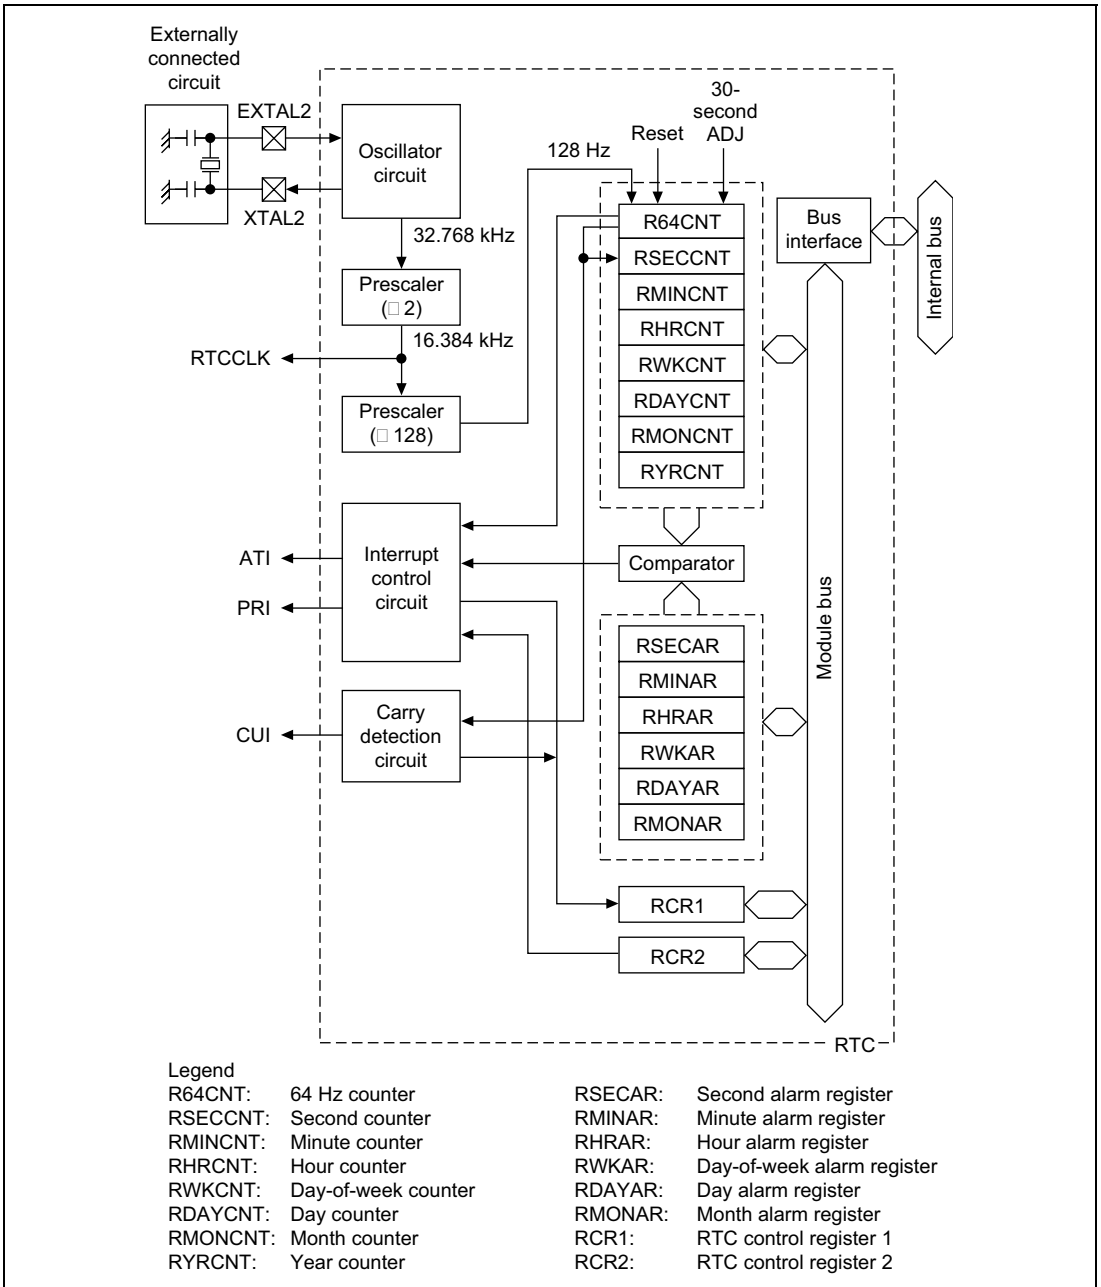 Externally
connected
circuit
EXTAL2
XTAL2
Oscillator
circuit
32.768 kHz
Prescaler
(□ 2)
16.384 kHz
RTCCLK
Prescaler
(□ 128)
128 Hz
Reset
30-
second
ADJ
R64CNT
RSECCNT
RMINCNT
RHRCNT
RWKCNT
RDAYCNT
RMONCNT
RYRCNT
Bus
interface
Internal bus
Module bus
ATI
PRI
Interrupt
control
circuit
Comparator
CUI
Carry
detection
circuit
RSECAR
RMINAR
RHRAR
RWKAR
RDAYAR
RMONAR
RCR1
RCR2
RTC
Legend
R64CNT: 64 Hz counter
RSECCNT: Second counter
RMINCNT: Minute counter
RHRCNT: Hour counter
RWKCNT: Day-of-week counter
RDAYCNT: Day counter
RMONCNT: Month counter
RYRCNT: Year counter
RSECAR: Second alarm register
RMINAR: Minute alarm register
RHRAR: Hour alarm register
RWKAR: Day-of-week alarm register
RDAYAR: Day alarm register
RMONAR: Month alarm register
RCR1: RTC control register 1
RCR2: RTC control register 2